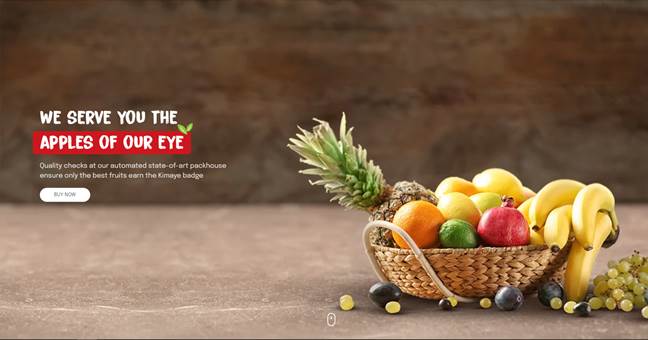 WE SERVE YOU THE
APPLES OF OUR EYE
Quality checks at our automated state-of-art packhouse
ensure only the best fruits earn the Kimaye badge
BUY NOW